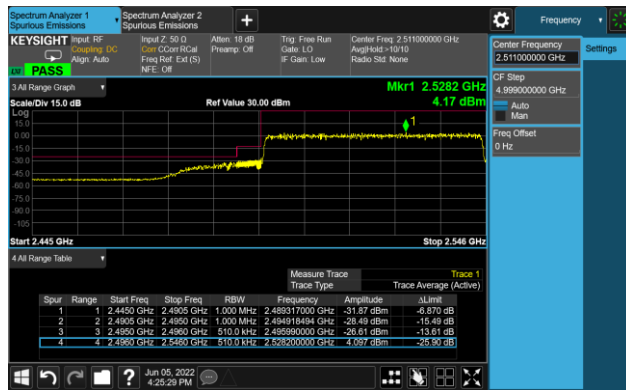 Spectrum Analyzer 1
Spurious Emissions
Spectrum Analyzer 2
Spurious Emissions
Frequency
KEYSIGHT
Input: RF
Coupling: DC
Align: Auto
Input Z: 50 Ω
Corr CCorr RCal
Freq Ref: Ext (S)
NFE: Off
Atten: 18 dB
Preamp: Off
Trig: Free Run
Gate: LO
IF Gain: Low
Center Freq: 2.511000000 GHz
Avg|Hold:>10/10
Radio Std: None
PASS
Center Frequency
2.511000000 GHz
Settings
CF Step
4.999000000 GHz
Auto
Man
Freq Offset
0 Hz
3 All Range Graph
Mkr1 2.5282 GHz
Scale/Div 15.0 dB
Ref Value 30.00 dBm
4.17 dBm
Log
15.0
0.00
-15.0
-30.0
-45.0
-60.0
-75.0
-90.0
-105
1
Start 2.445 GHz
Stop 2.546 GHz
4 All Range Table
Measure Trace Trace 1
Trace Type Trace Average (Active)
Spur Range Start Freq Stop Freq RBW Frequency Amplitude ΔLimit
1 1 2.4450 GHz 2.4905 GHz 1.000 MHz 2.489317000 GHz -31.87 dBm -6.870 dB
2 2 2.4905 GHz 2.4950 GHz 1.000 MHz 2.494918494 GHz -28.49 dBm -15.49 dB
3 3 2.4950 GHz 2.4960 GHz 510.0 kHz 2.495990000 GHz -26.61 dBm -13.61 dB
4 4 2.4960 GHz 2.5460 GHz 510.0 kHz 2.528200000 GHz 4.097 dBm -25.90 dB
Jun 05, 2022
4:25:29 PM